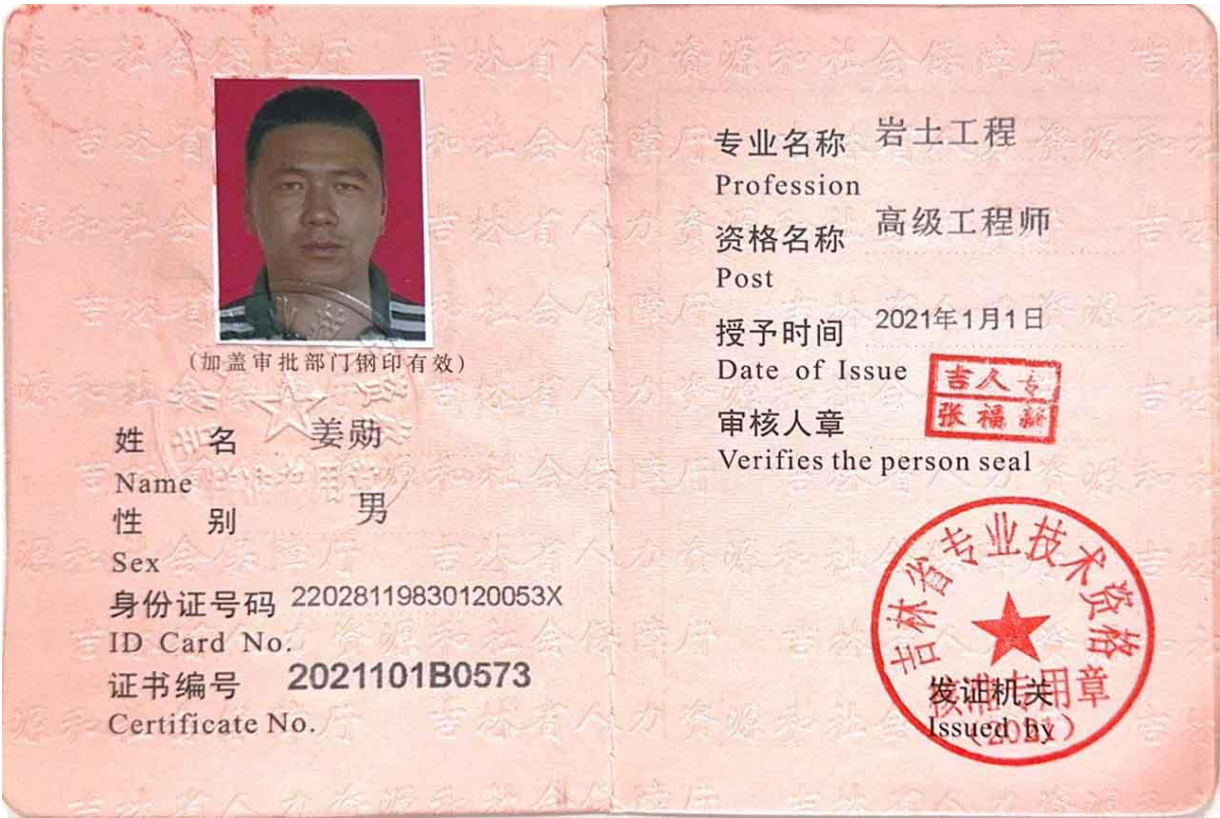 (加盖审批部门钢印有效)
姓 名 姜勋
Name
性 别 男
Sex
身份证号码 22028119830120053X
ID Card No.
证书编号 2021101B0573
Certificate No.
专业名称 岩土工程
Profession
资格名称 高级工程师
Post
授予时间 2021年1月1日
Date of Issue
吉人专
张福新
审核人章
Verifies the person seal
吉林省专业技术资格
核准专用章
(2021)
发证机关
Issued by
吉林省人力资源和社会保障厅